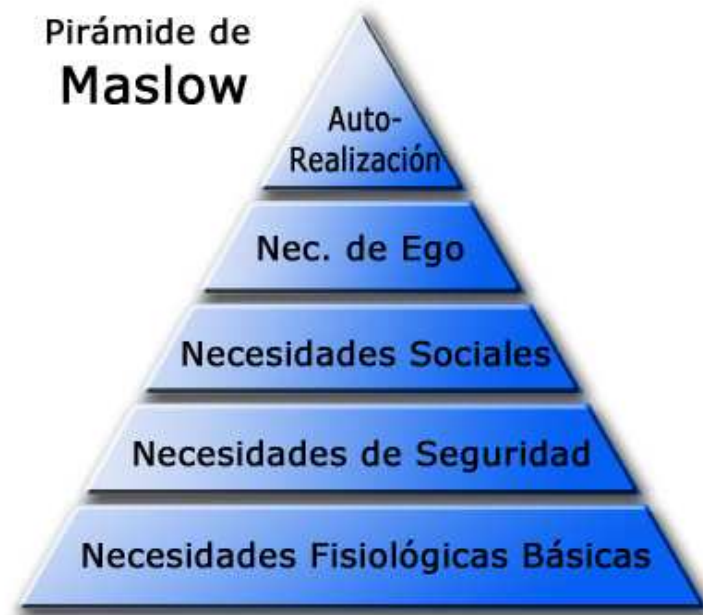 Pirámide de
Maslow
Auto-
Realización
Nec. de Ego
Necesidades Sociales
Necesidades de Seguridad
Necesidades Fisiológicas Básicas